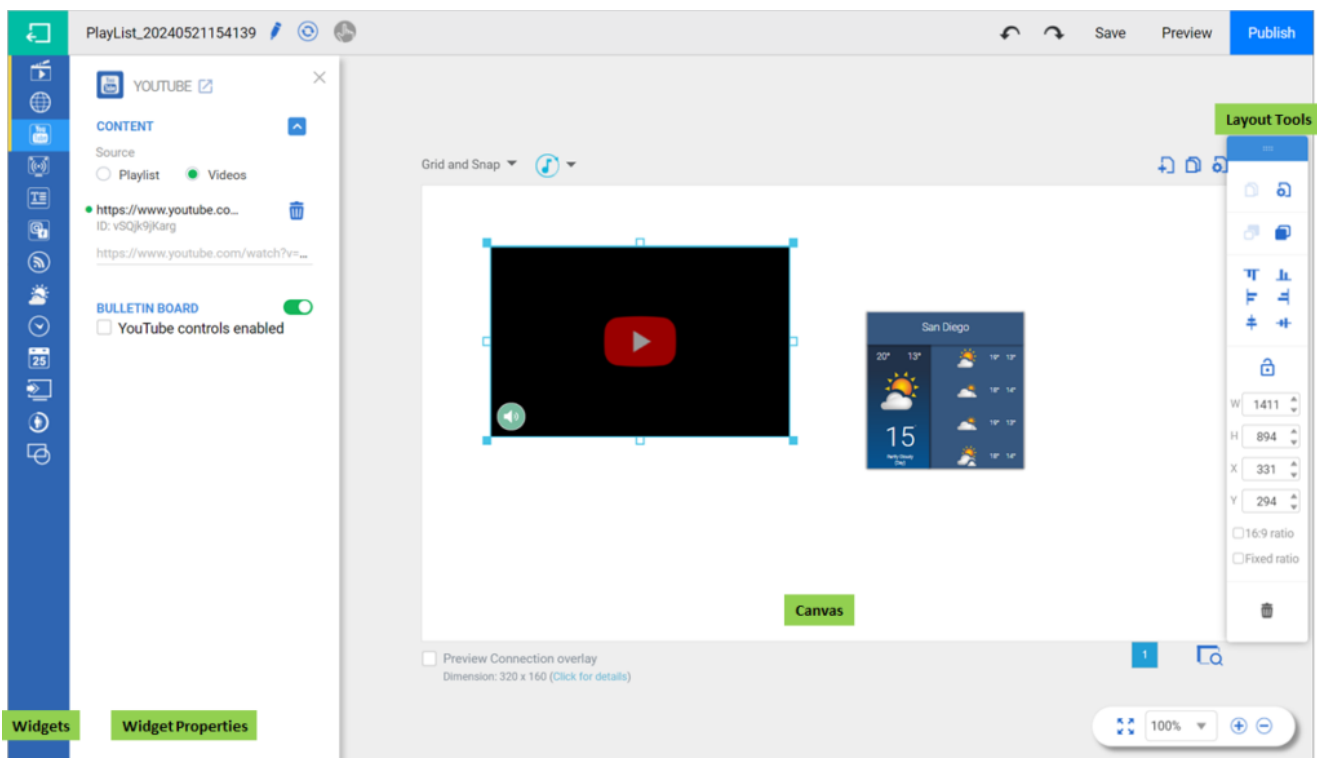 PlayList_20240521154139
Save
Preview
Publish
You
Tube
YOUTUBE
CONTENT
Source
Playlist
Videos
https://www.youtube.co...
ID: vSQjk9jKarg
https://www.youtube.com/watch?v=...
BULLETIN BOARD
YouTube controls enabled
25
Grid and Snap
San Diego
20° 13°
15
Layout Tools
W 1411
H 894
X 331
Y 294
16:9 ratio
Fixed ratio
Canvas
Preview Connection overlay
Dimension: 320 x 160 (Click for details)
1
Widgets
Widget Properties
100%